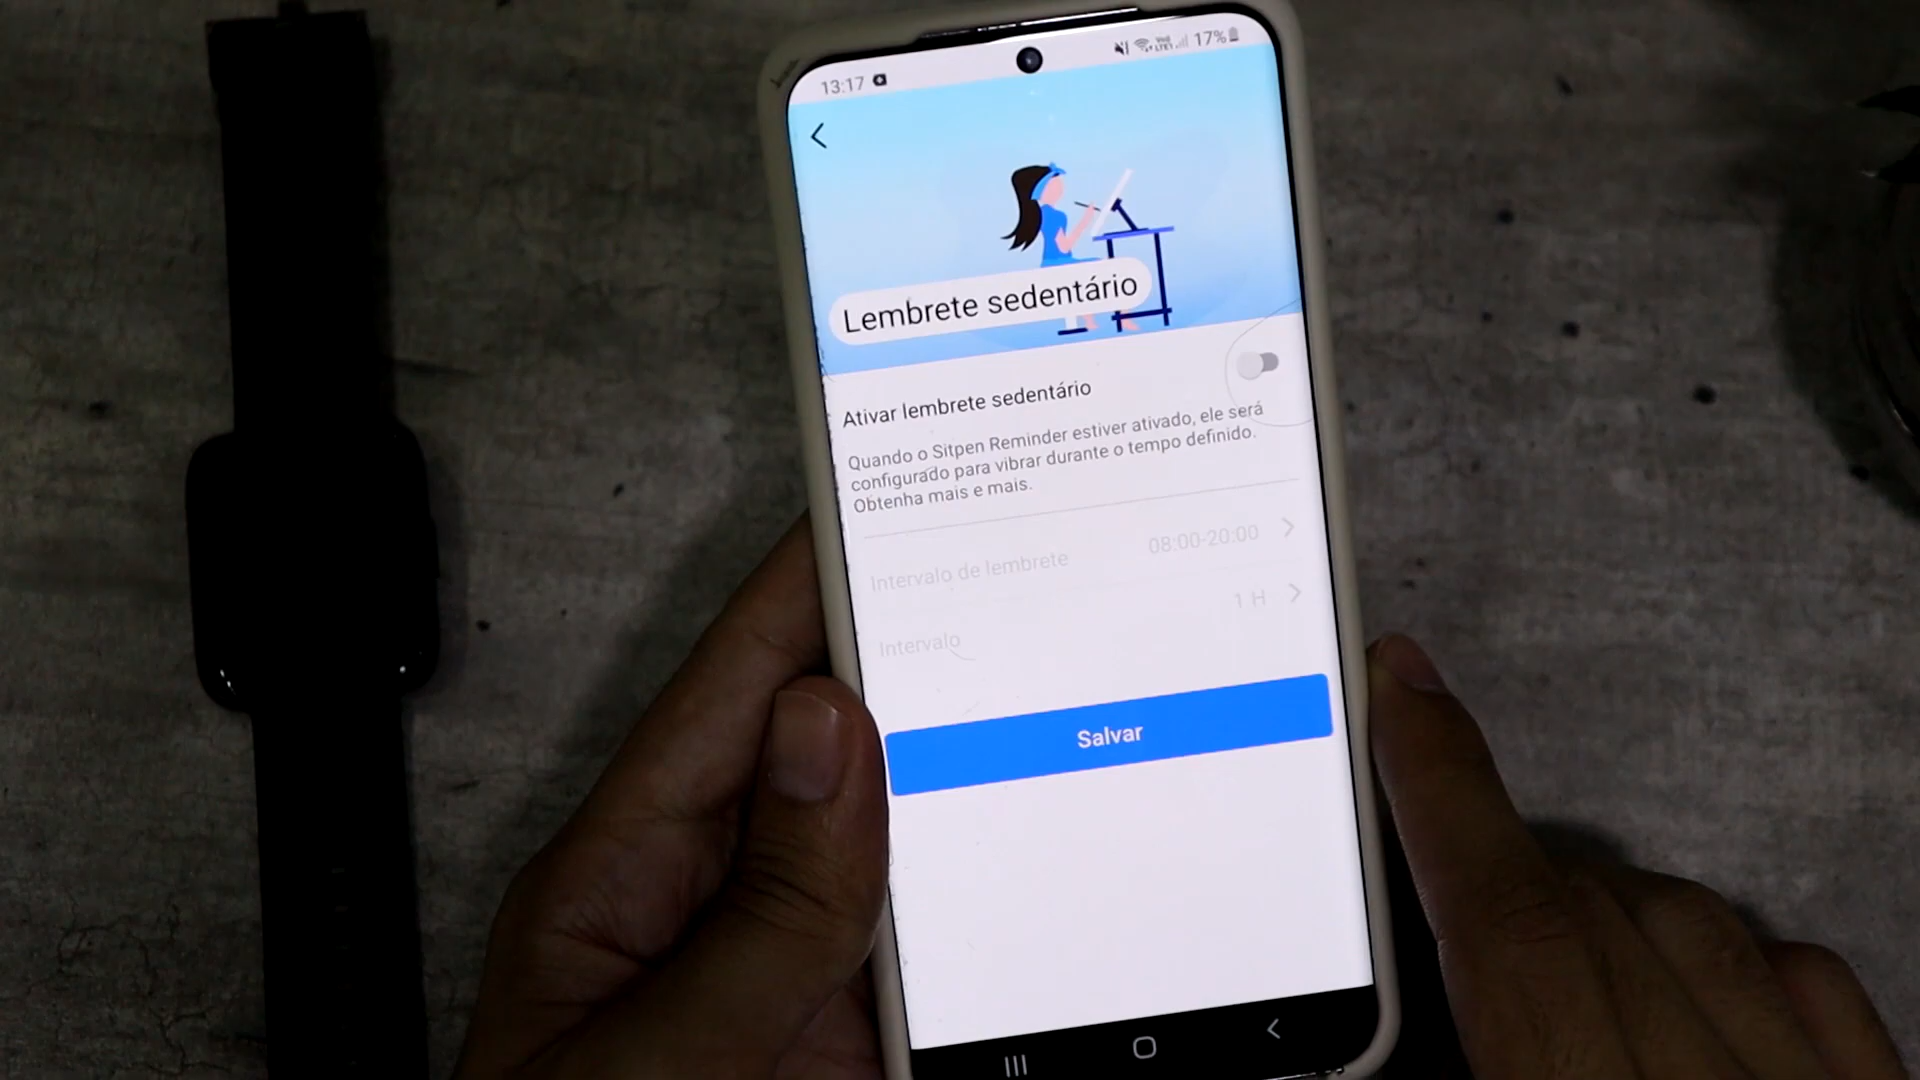 13:17
17%
Lembrete sedentário
Ativar lembrete sedentário
Quando o Sitpen Reminder estiver ativado, ele será
configurado para vibrar durante o tempo definido.
Obtenha mais e mais.
Intervalo de lembrete 08:00-20:00
Intervalo 1 H
Salvar